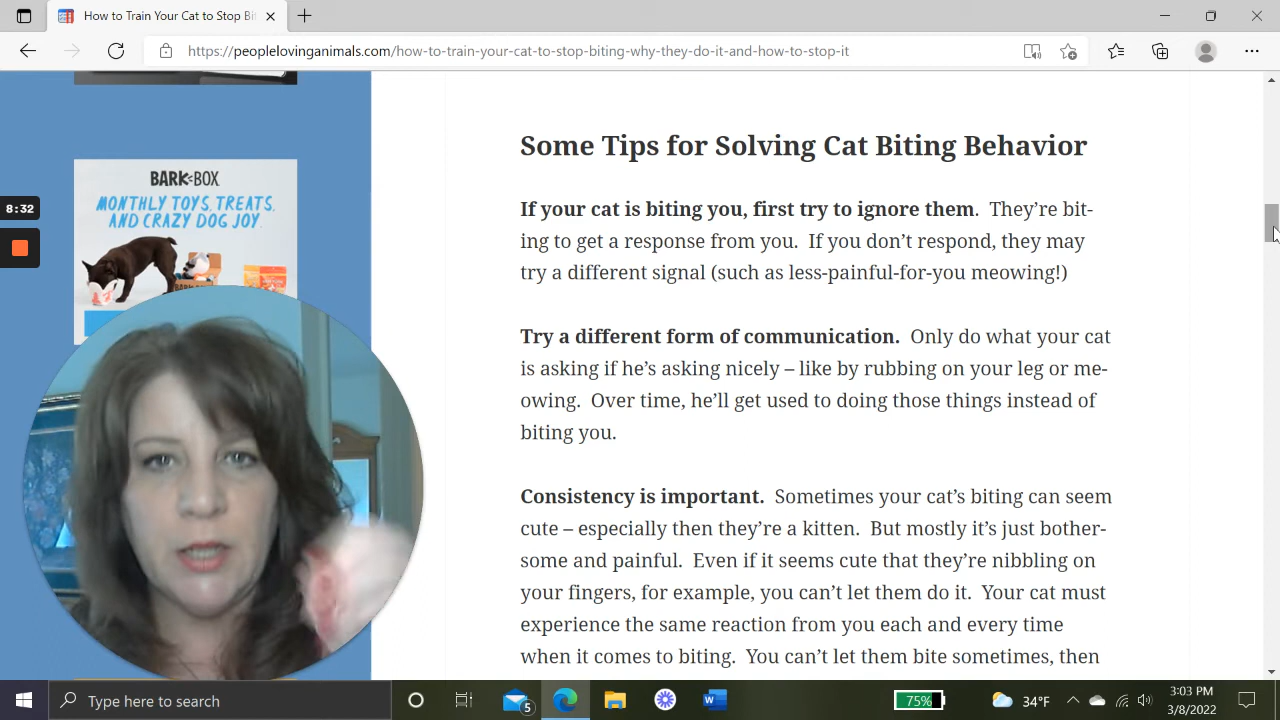 How to Train Your Cat to Stop Bi
https://peoplelovinganimals.com/how-to-train-your-cat-to-stop-biting-why-they-do-it-and-how-to-stop-it
8:32
BARK BOX
MONTHLY TOYS, TREATS,
AND CRAZY DOG JOY
Some Tips for Solving Cat Biting Behavior
If your cat is biting you, first try to ignore them.  They’re bit-
ing to get a response from you.  If you don’t respond, they may
try a different signal (such as less-painful-for-you meowing!)
Try a different form of communication.  Only do what your cat
is asking if he’s asking nicely – like by rubbing on your leg or me-
owing.  Over time, he’ll get used to doing those things instead of
biting you.
Consistency is important.  Sometimes your cat’s biting can seem
cute – especially then they’re a kitten.  But mostly it’s just bother-
some and painful.  Even if it seems cute that they’re nibbling on
your fingers, for example, you can’t let them do it.  Your cat must
experience the same reaction from you each and every time
when it comes to biting.  You can’t let them bite sometimes, then
Type here to search
5
75%
34°F
3:03 PM
3/8/2022